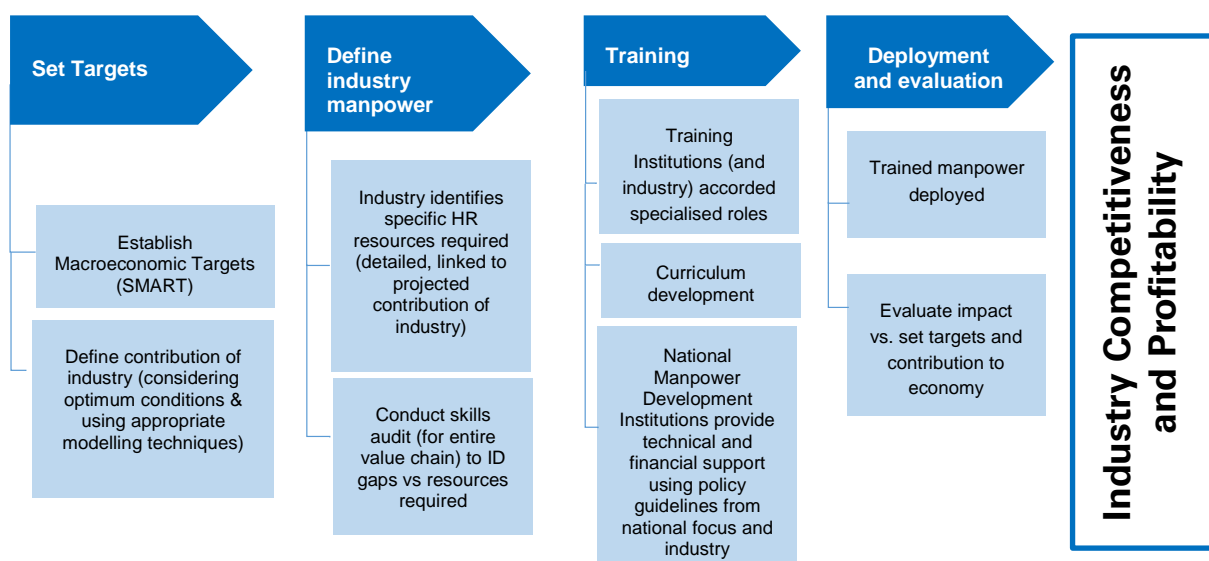 Set Targets
Establish
Macroeconomic Targets
(SMART)
Define contribution of
industry (considering
optimum conditions &
using appropriate
modelling techniques)
Define
industry
manpower
Industry identifies
specific HR
resources required
(detailed, linked to
projected
contribution of
industry)
Conduct skills
audit (for entire
value chain) to ID
gaps vs resources
required
Training
Training
Institutions (and
industry) accorded
specialised roles
Curriculum
development
National
Manpower
Development
Institutions provide
technical and
financial support
using policy
guidelines from
national focus and
industry
Deployment
and evaluation
Trained manpower
deployed
Evaluate impact
vs. set targets and
contribution to
economy
Industry Competitiveness
and Profitability